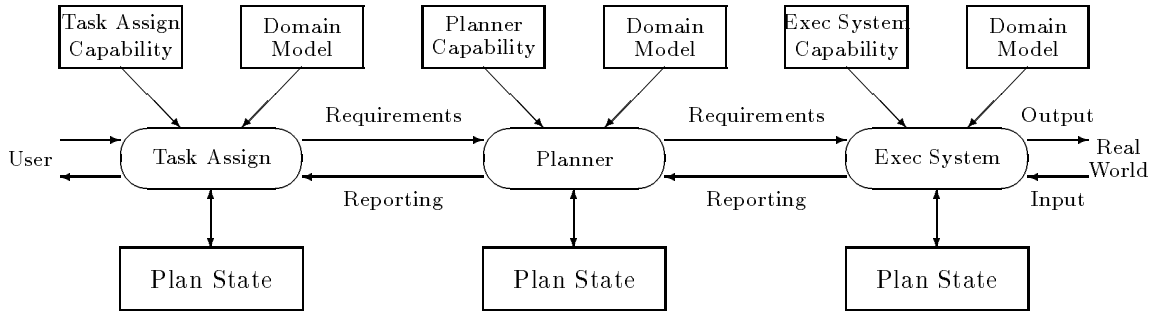 Task Assign
Capability
Domain
Model
Planner
Capability
Domain
Model
Exec System
Capability
Domain
Model
Requirements
Requirements
Output
User
Task Assign
Planner
Exec System
Real
World
Reporting
Reporting
Input
Plan State
Plan State
Plan State